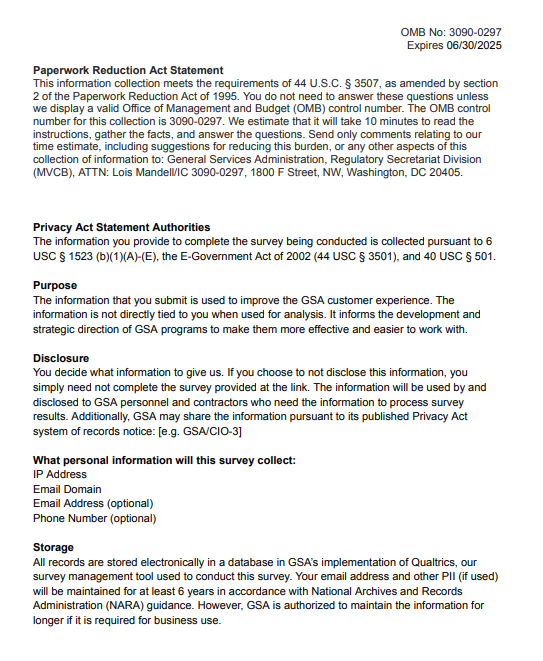 OMB No: 3090-0297
Expires 06/30/2025
Paperwork Reduction Act Statement
This information collection meets the requirements of 44 U.S.C. § 3507, as amended by section
2 of the Paperwork Reduction Act of 1995. You do not need to answer these questions unless
we display a valid Office of Management and Budget (OMB) control number. The OMB control
number for this collection is 3090-0297. We estimate that it will take 10 minutes to read the
instructions, gather the facts, and answer the questions. Send only comments relating to our
time estimate, including suggestions for reducing this burden, or any other aspects of this
collection of information to: General Services Administration, Regulatory Secretariat Division
(MVCB), ATTN: Lois Mandell/IC 3090-0297, 1800 F Street, NW, Washington, DC 20405.
Privacy Act Statement Authorities
The information you provide to complete the survey being conducted is collected pursuant to 6
USC § 1523 (b)(1)(A)-(E), the E-Government Act of 2002 (44 USC § 3501), and 40 USC § 501.
Purpose
The information that you submit is used to improve the GSA customer experience. The
information is not directly tied to you when used for analysis. It informs the development and
strategic direction of GSA programs to make them more effective and easier to work with.
Disclosure
You decide what information to give us. If you choose to not disclose this information, you
simply need not complete the survey provided at the link. The information will be used by and
disclosed to GSA personnel and contractors who need the information to process survey
results. Additionally, GSA may share the information pursuant to its published Privacy Act
system of records notice: [e.g. GSA/CIO-3]
What personal information will this survey collect:
IP Address
Email Domain
Email Address (optional)
Phone Number (optional)
Storage
All records are stored electronically in a database in GSA's implementation of Qualtrics, our
survey management tool used to conduct this survey. Your email address and other PII (if used)
will be maintained for at least 6 years in accordance with National Archives and Records
Administration (NARA) guidance. However, GSA is authorized to maintain the information for
longer if it is required for business use.